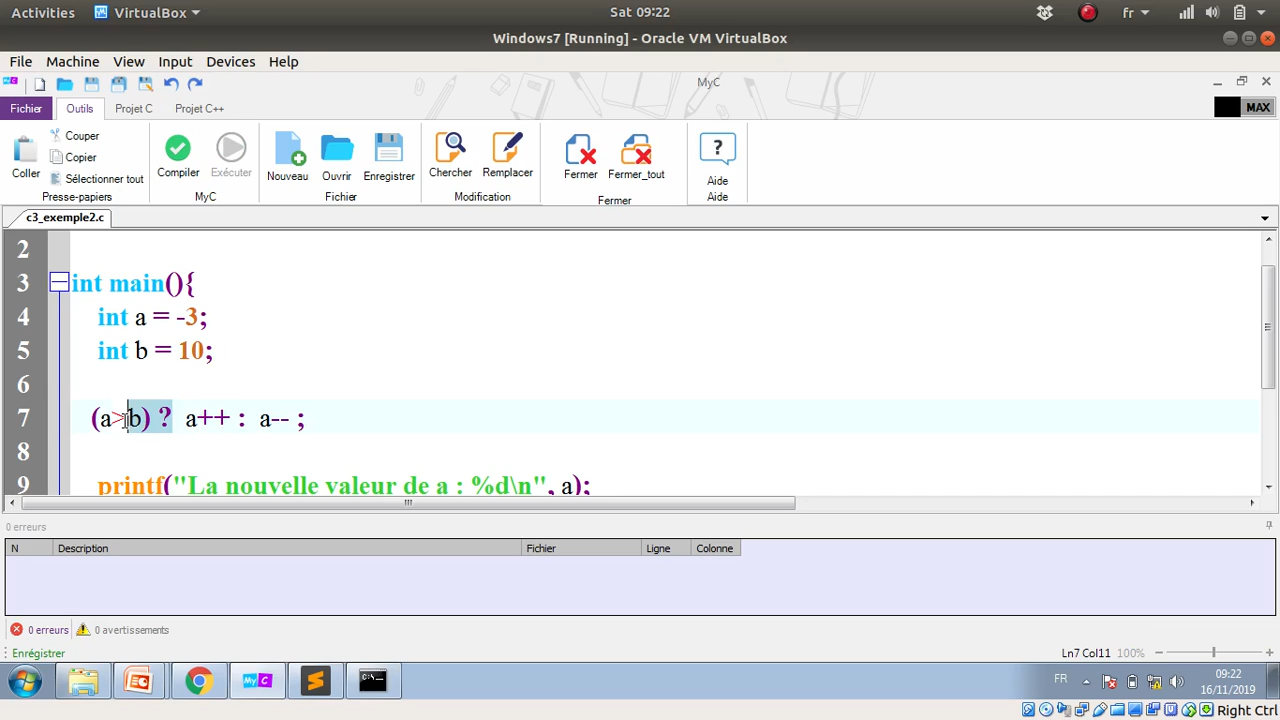 Activities VirtualBox Sat 09:22 fr
Windows7 [Running] - Oracle VM VirtualBox
File Machine View Input Devices Help
MyC
Fichier Outils Projet C Projet C++ MAX
Coller
Couper
Copier
Sélectionner tout
Presse-papiers
Compiler Exécuter
MyC
Nouveau Ouvrir Enregistrer
Fichier
Chercher Remplacer
Modification
Fermer Fermer_tout
Fermer
Aide
Aide
c3_exemple2.c
2
3 int main(){
4 int a = -3;
5 int b = 10;
6
7 (a>b) ? a++ : a-- ;
8
9 printf("La nouvelle valeur de a : %d\n", a);
0 erreurs
N Description Fichier Ligne Colonne
0 erreurs 0 avertissements
Enrégistrer Ln7 Col11 100%
FR 09:22
16/11/2019
Right Ctrl